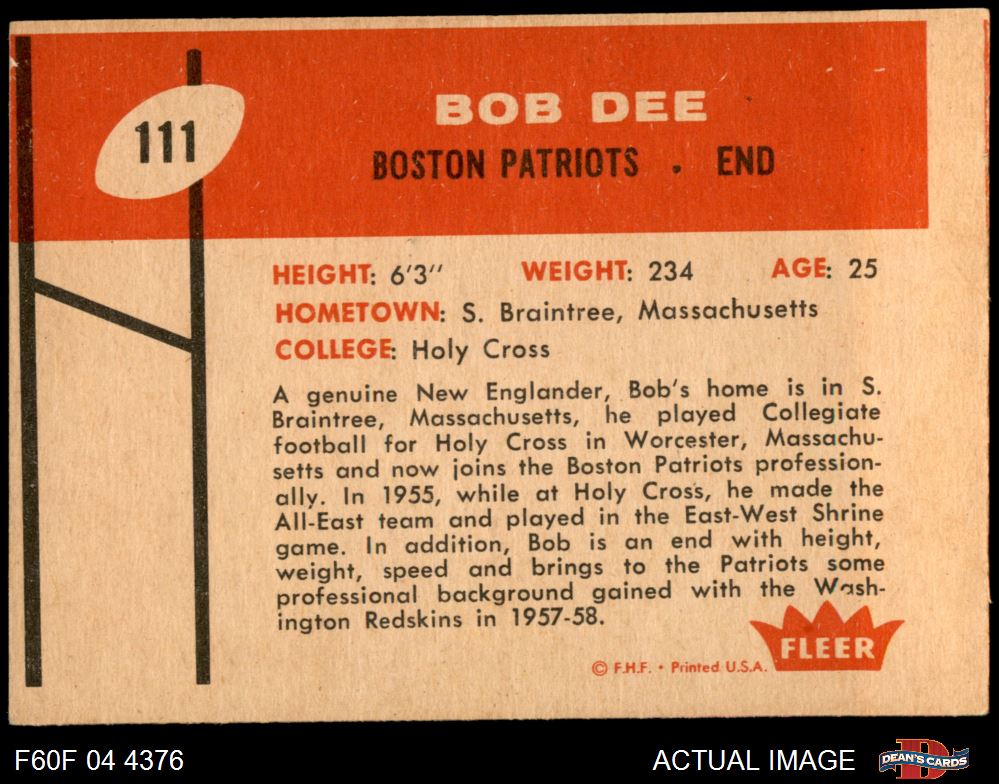 111
BOB DEE
BOSTON PATRIOTS . END
HEIGHT: 6'3'' WEIGHT: 234 AGE: 25
HOMETOWN: S. Braintree, Massachusetts
COLLEGE: Holy Cross
A genuine New Englander, Bob's home is in S.
Braintree, Massachusetts, he played Collegiate
football for Holy Cross in Worcester, Massachu-
setts and now joins the Boston Patriots profession-
ally. In 1955, while at Holy Cross, he made the
All-East team and played in the East-West Shrine
game. In addition, Bob is an end with height,
weight, speed and brings to the Patriots some
professional background gained with the Wash-
ington Redskins in 1957-58.
FLEER
© F.H.F. • Printed U.S.A.
F60F 04 4376
ACTUAL IMAGE
D
DEAN'S CARDS